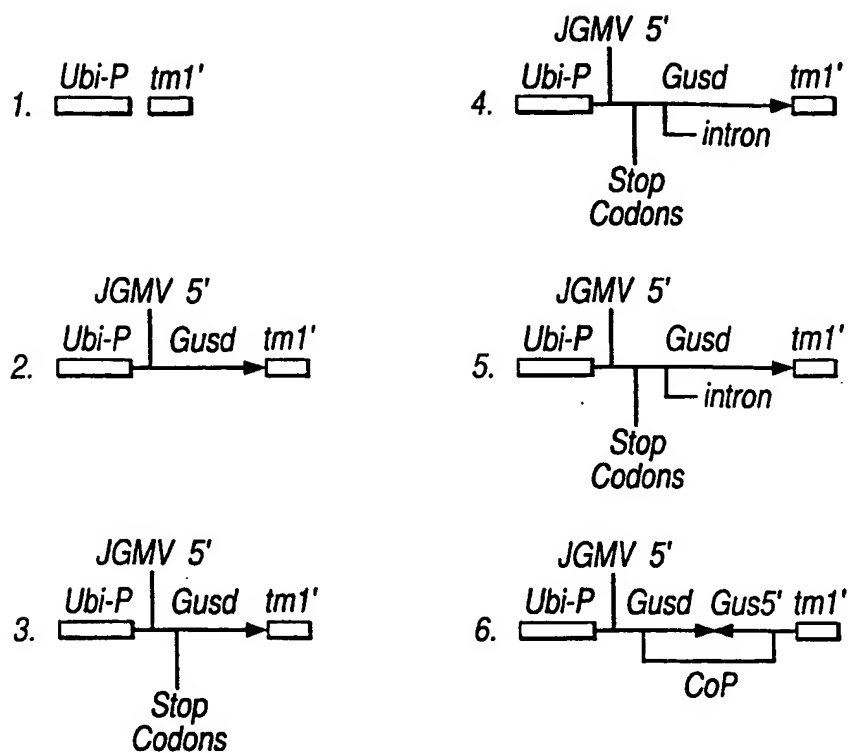 1. Ubi-P tm1'
2. JGMV 5'
Ubi-P Gusd tm1'
3. JGMV 5'
Ubi-P Gusd tm1'
Stop
Codons
4. JGMV 5'
Ubi-P Gusd tm1'
intron
Stop
Codons
5. JGMV 5'
Ubi-P Gusd tm1'
intron
Stop
Codons
6. JGMV 5'
Ubi-P Gusd Gus5' tm1'
CoP